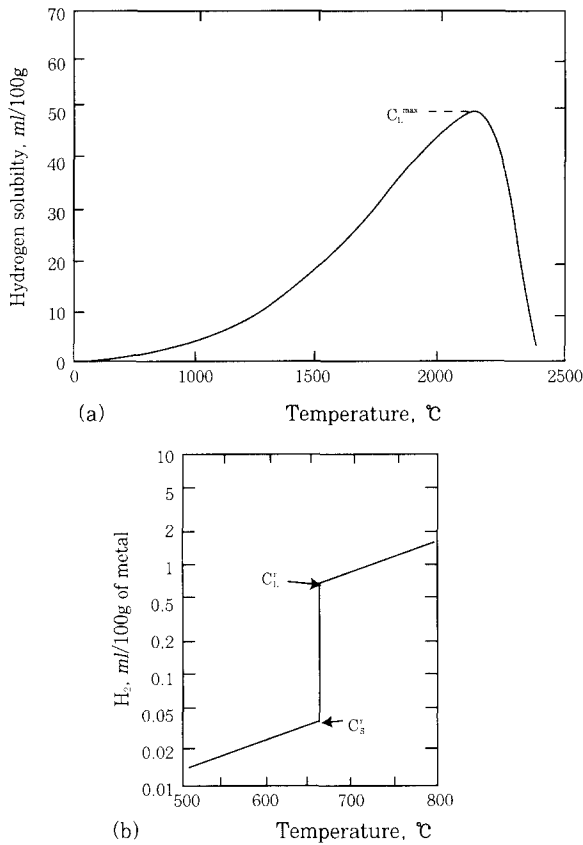 70
60
50
40
30
20
10
0
Hydrogen solubilty, ml/100g
C_L^max
0 1000 1500 2000 2500
(a) Temperature, ℃
10
5
2
1
0.5
0.2
0.1
0.05
0.02
0.01
H₂, ml/100g of metal
C_L^r
C_S^r
500 600 700 800
(b) Temperature, ℃